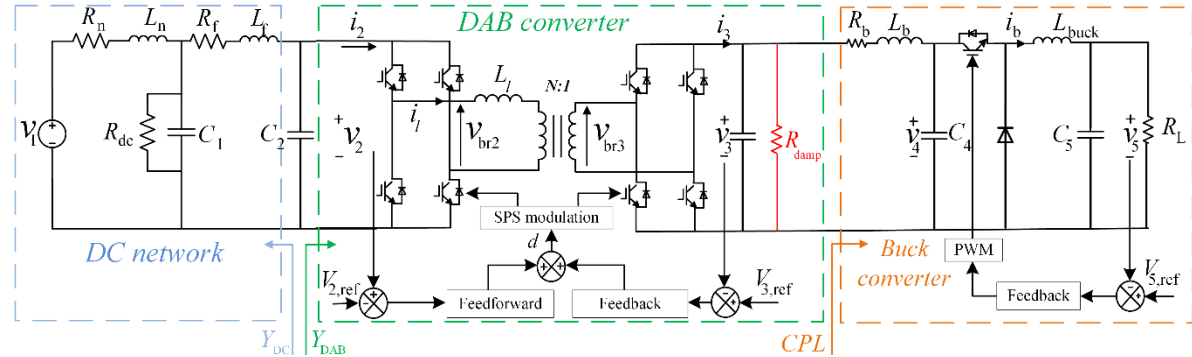 DAB converter
R_n
L_n
R_f
L_f
i_2
i_3
R_b
L_b
i_b
L_buck
L_l
N:1
v_1
R_dc
C_1
C_2
+
v_2
-
i_l
v_br2
v_br3
+
v_3
-
R_damp
+
v_4
-
C_4
C_5
+
v_5
-
R_L
SPS modulation
d
DC network
Buck
converter
PWM
V_2,ref
Feedforward
Feedback
V_3,ref
Feedback
V_5,ref
Y_DC
Y_DAB
CPL